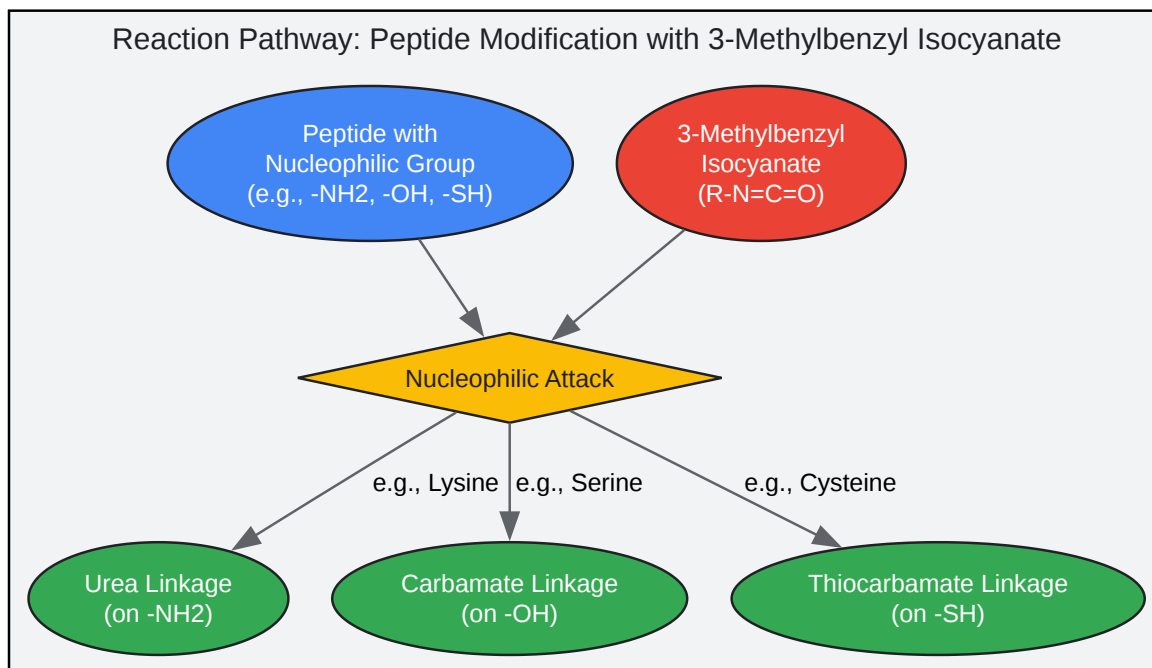 Reaction Pathway: Peptide Modification with 3-Methylbenzyl Isocyanate
Peptide with
Nucleophilic Group
(e.g., -NH2, -OH, -SH)
3-Methylbenzyl
Isocyanate
(R-N=C=O)
Nucleophilic Attack
e.g., Lysine
e.g., Serine
e.g., Cysteine
Urea Linkage
(on -NH2)
Carbamate Linkage
(on -OH)
Thiocarbamate Linkage
(on -SH)